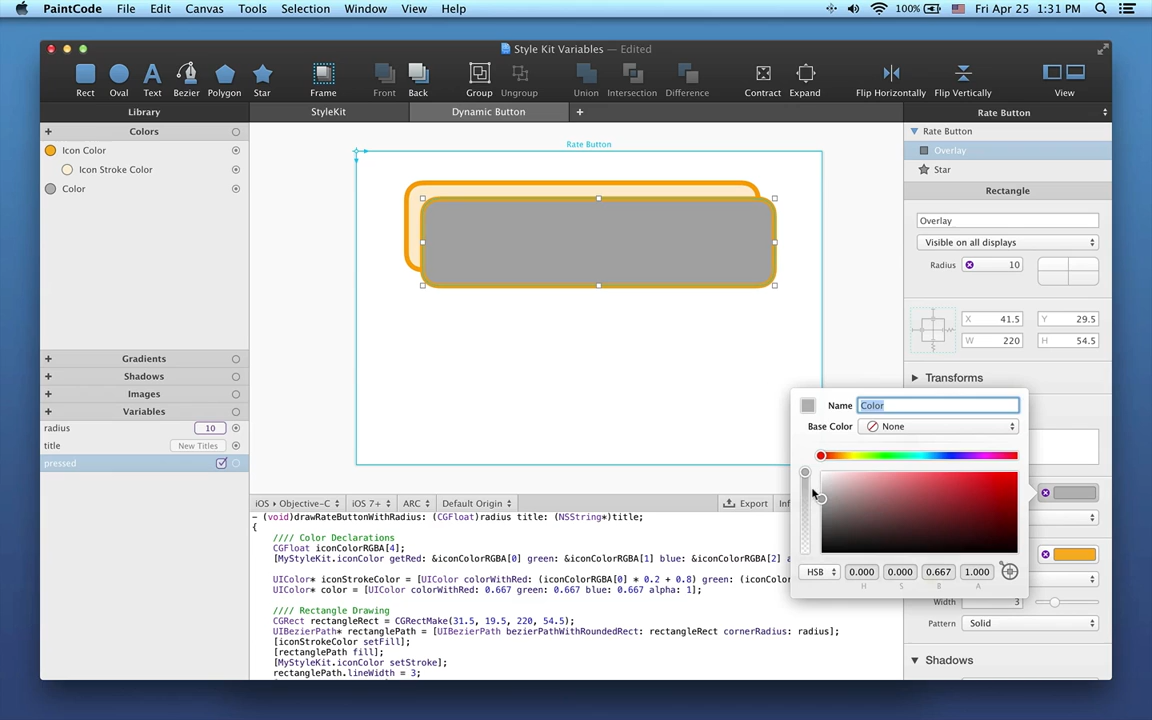 PaintCode File Edit Canvas Tools Selection Window View Help 100% Fri Apr 25 1:31 PM
Style Kit Variables — Edited
Rect Oval Text Bezier Polygon Star Frame Front Back Group Ungroup Union Intersection Difference Contract Expand Flip Horizontally Flip Vertically View
Library StyleKit Dynamic Button + Rate Button
+ Colors
Icon Color
Icon Stroke Color
Color
+ Gradients
+ Shadows
+ Images
+ Variables
radius 10
title New Titles
pressed
Rate Button
iOS › Objective-C iOS 7+ ARC Default Origin Export
- (void)drawRateButtonWithRadius: (CGFloat)radius title: (NSString*)title;
{
//// Color Declarations
CGFloat iconColorRGBA[4];
[MyStyleKit.iconColor getRed: &iconColorRGBA[0] green: &iconColorRGBA[1] blue: &iconColorRGBA[2]
UIColor* iconStrokeColor = [UIColor colorWithRed: (iconColorRGBA[0] * 0.2 + 0.8) green:
UIColor* color = [UIColor colorWithRed: 0.667 green: 0.667 blue: 0.667 alpha: 1];
//// Rectangle Drawing
CGRect rectangleRect = CGRectMake(31.5, 19.5, 220, 54.5);
UIBezierPath* rectanglePath = [UIBezierPath bezierPathWithRoundedRect: rectangleRect cornerRadius: radius];
[iconStrokeColor setFill];
[rectanglePath fill];
[MyStyleKit.iconColor setStroke];
rectanglePath.lineWidth = 3;
Rate Button
Overlay
Star
Rectangle
Overlay
Visible on all displays
Radius 10
X 41.5 Y 29.5
W 220 H 54.5
Transforms
Name Color
Base Color None
HSB 0.000 0.000 0.667 1.000
H S B A
Width 3
Pattern Solid
Shadows